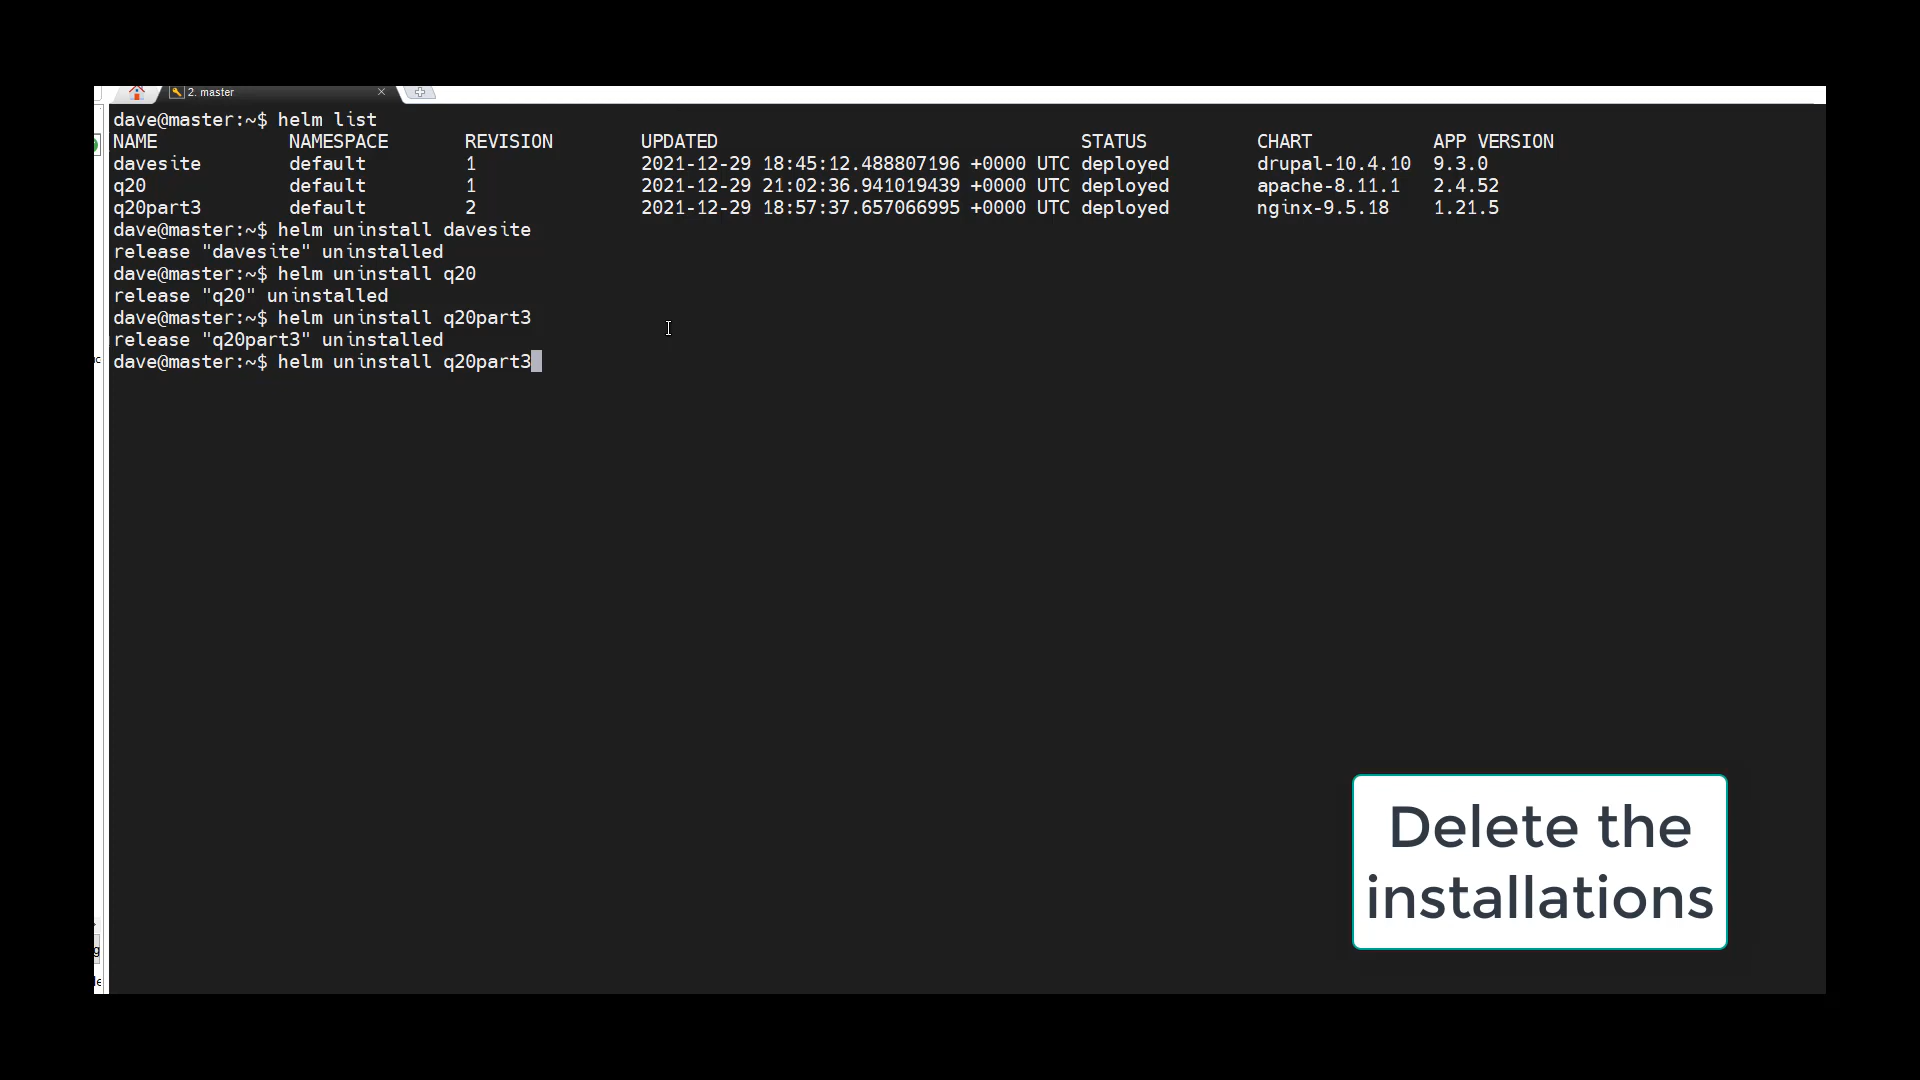 2. master
dave@master:~$ helm list
NAME NAMESPACE REVISION UPDATED STATUS CHART APP VERSION
davesite default 1 2021-12-29 18:45:12.488807196 +0000 UTC deployed drupal-10.4.10 9.3.0
q20 default 1 2021-12-29 21:02:36.941019439 +0000 UTC deployed apache-8.11.1 2.4.52
q20part3 default 2 2021-12-29 18:57:37.657066995 +0000 UTC deployed nginx-9.5.18 1.21.5
dave@master:~$ helm uninstall davesite
release "davesite" uninstalled
dave@master:~$ helm uninstall q20
release "q20" uninstalled
dave@master:~$ helm uninstall q20part3
release "q20part3" uninstalled
dave@master:~$ helm uninstall q20part3
Delete the
installations